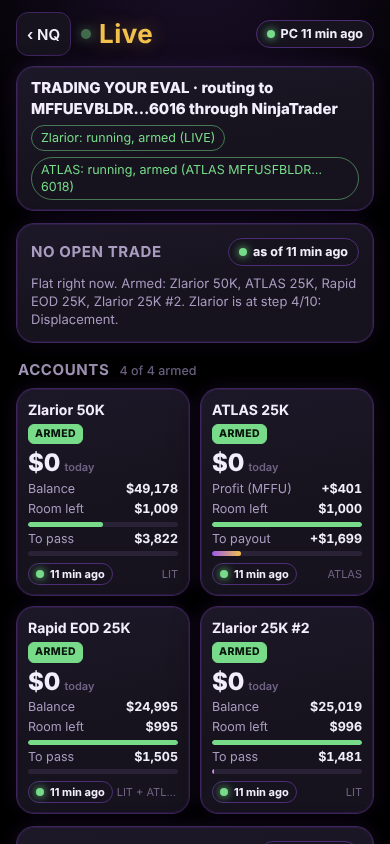 ‹ NQ
Live
PC 11 min ago
TRADING YOUR EVAL · routing to
MFFUEVBLDR...6016 through NinjaTrader
Zlarior: running, armed (LIVE)
ATLAS: running, armed (ATLAS MFFUSFBLDR...
6018)
NO OPEN TRADE
as of 11 min ago
Flat right now. Armed: Zlarior 50K, ATLAS 25K, Rapid
EOD 25K, Zlarior 25K #2. Zlarior is at step 4/10:
Displacement.
ACCOUNTS 4 of 4 armed
Zlarior 50K
ARMED
$0 today
Balance $49,178
Room left $1,009
To pass $3,822
11 min ago LIT
ATLAS 25K
ARMED
$0 today
Profit (MFFU) +$401
Room left $1,000
To payout +$1,699
11 min ago ATLAS
Rapid EOD 25K
ARMED
$0 today
Balance $24,995
Room left $995
To pass $1,505
11 min ago LIT + ATL...
Zlarior 25K #2
ARMED
$0 today
Balance $25,019
Room left $996
To pass $1,481
11 min ago LIT